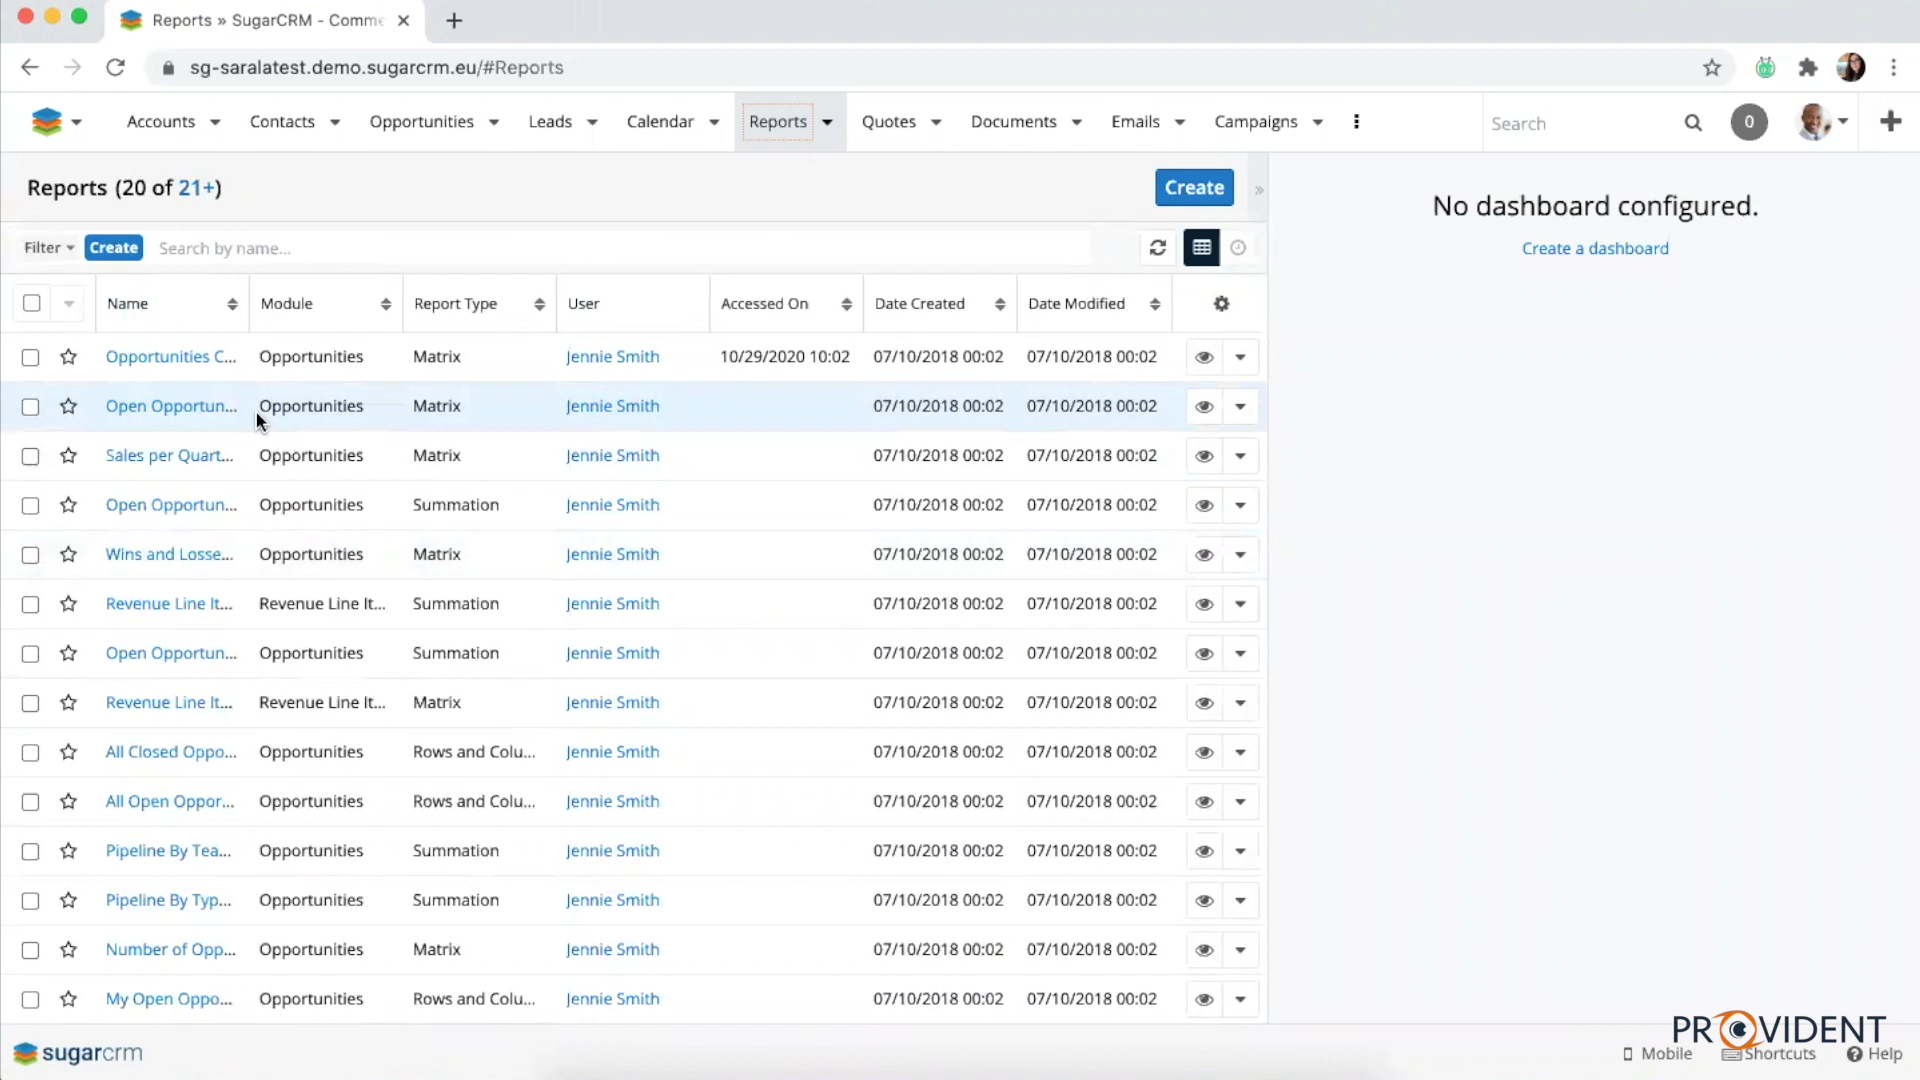 Reports » SugarCRM - Comme
sg-saralatest.demo.sugarcrm.eu/#Reports
Accounts Contacts Opportunities Leads Calendar Reports Quotes Documents Emails Campaigns Search 0
Reports (20 of 21+) Create
No dashboard configured.
Create a dashboard
Filter Create Search by name...
Name Module Report Type User Accessed On Date Created Date Modified
Opportunities C... Opportunities Matrix Jennie Smith 10/29/2020 10:02 07/10/2018 00:02 07/10/2018 00:02
Open Opportun... Opportunities Matrix Jennie Smith 07/10/2018 00:02 07/10/2018 00:02
Sales per Quart... Opportunities Matrix Jennie Smith 07/10/2018 00:02 07/10/2018 00:02
Open Opportun... Opportunities Summation Jennie Smith 07/10/2018 00:02 07/10/2018 00:02
Wins and Losse... Opportunities Matrix Jennie Smith 07/10/2018 00:02 07/10/2018 00:02
Revenue Line It... Revenue Line It... Summation Jennie Smith 07/10/2018 00:02 07/10/2018 00:02
Open Opportun... Opportunities Summation Jennie Smith 07/10/2018 00:02 07/10/2018 00:02
Revenue Line It... Revenue Line It... Matrix Jennie Smith 07/10/2018 00:02 07/10/2018 00:02
All Closed Oppo... Opportunities Rows and Colu... Jennie Smith 07/10/2018 00:02 07/10/2018 00:02
All Open Oppor... Opportunities Rows and Colu... Jennie Smith 07/10/2018 00:02 07/10/2018 00:02
Pipeline By Tea... Opportunities Summation Jennie Smith 07/10/2018 00:02 07/10/2018 00:02
Pipeline By Typ... Opportunities Summation Jennie Smith 07/10/2018 00:02 07/10/2018 00:02
Number of Opp... Opportunities Matrix Jennie Smith 07/10/2018 00:02 07/10/2018 00:02
My Open Oppo... Opportunities Rows and Colu... Jennie Smith 07/10/2018 00:02 07/10/2018 00:02
PROVIDENT
sugarcrm Mobile Shortcuts Help